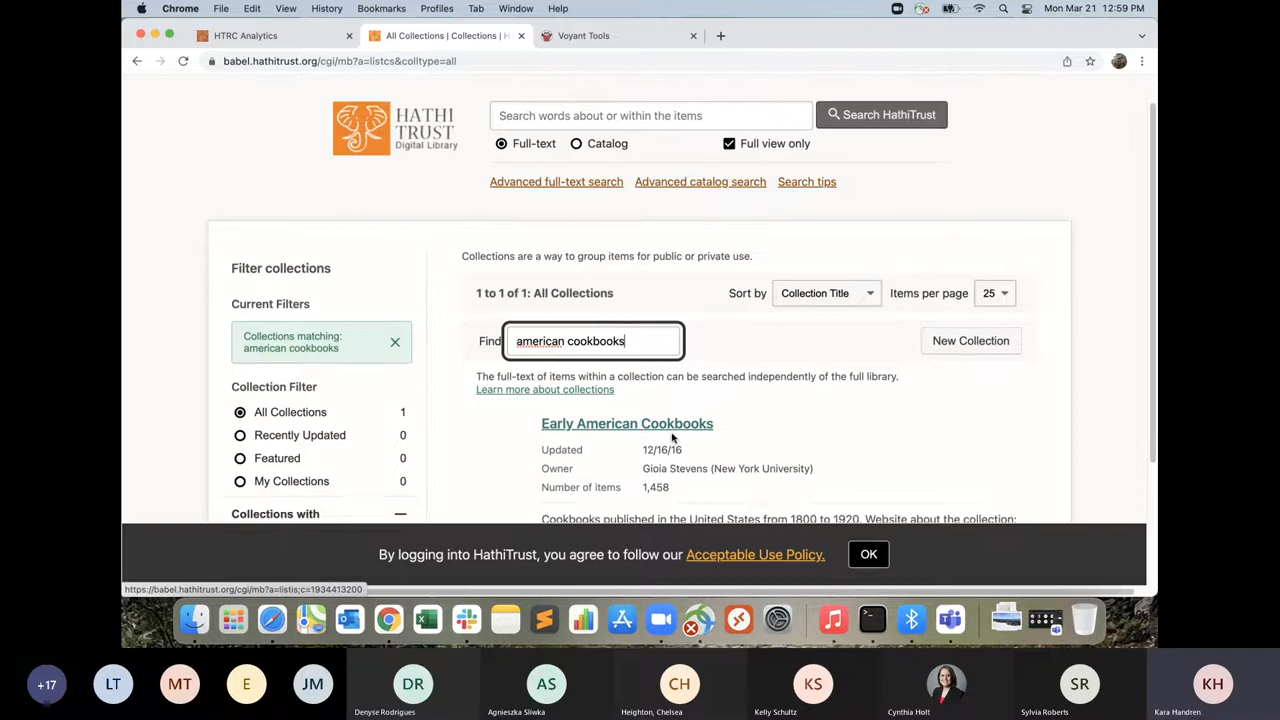 Chrome File Edit View History Bookmarks Profiles Tab Window Help Mon Mar 21 12:59 PM
HTRC Analytics × All Collections | Collections | H × Voyant Tools × +
babel.hathitrust.org/cgi/mb?a=listcs&colltype=all
HATHI
TRUST
Digital Library
Search words about or within the items Search HathiTrust
Full-text Catalog Full view only
Advanced full-text search Advanced catalog search Search tips
Filter collections
Current Filters
Collections matching:
american cookbooks
Collection Filter
All Collections 1
Recently Updated 0
Featured 0
My Collections 0
Collections with
Collections are a way to group items for public or private use.
1 to 1 of 1: All Collections Sort by Collection Title Items per page 25
Find american cookbooks New Collection
The full-text of items within a collection can be searched independently of the full library.
Learn more about collections
Early American Cookbooks
Updated 12/16/16
Owner Gioia Stevens (New York University)
Number of items 1,458
Cookbooks published in the United States from 1800 to 1920. Website about the collection:
By logging into HathiTrust, you agree to follow our Acceptable Use Policy. OK
https://babel.hathitrust.org/cgi/mb?a=listis;c=1934413200
+17 LT MT E JM DR AS CH KS SR KH
Denyse Rodrigues Agnieszka Sliwka Heighton, Chelsea Kelly Schultz Cynthia Holt Sylvia Roberts Kara Handren